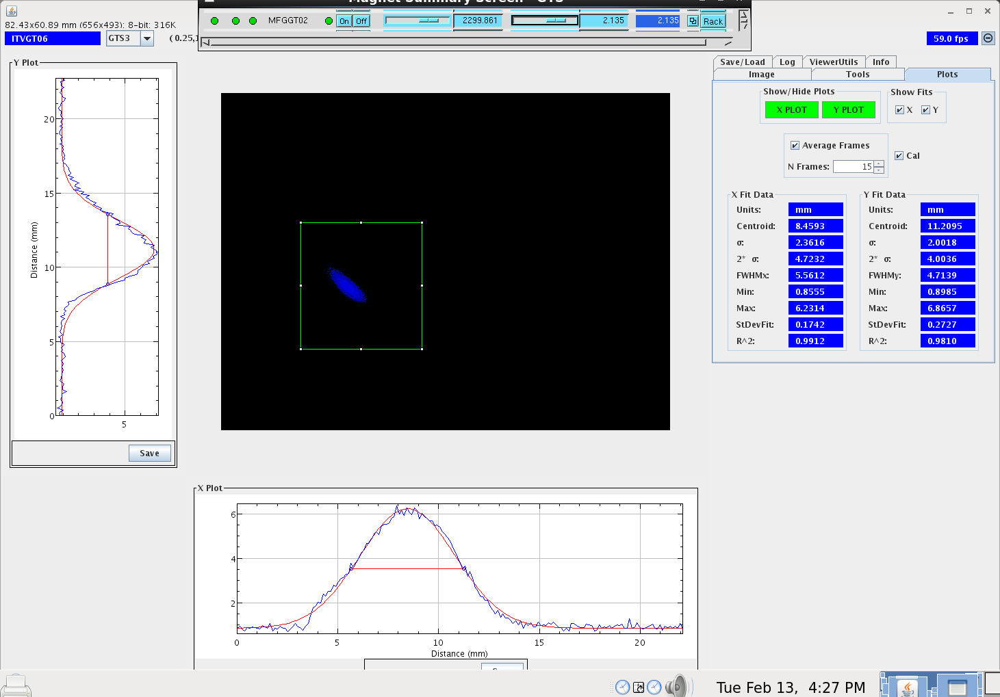 Magnet Summary Screen - GTS
82.43x60.89 mm (656x493); 8-bit: 316K
MFGGT02 On Off 2299.861 2.135 2.135 Rack
ITVGT06 GTS3 ( 0.25,1
59.0 fps
Y Plot
20
15
10
5
0
Distance (mm)
5
Save
Save/Load Log ViewerUtils Info
Image Tools Plots
Show/Hide Plots
X PLOT Y PLOT
Show Fits
X Y
Average Frames
N Frames: 15
Cal
X Fit Data
Units: mm
Centroid: 8.4593
σ: 2.3616
2* σ: 4.7232
FWHMx: 5.5612
Min: 0.8555
Max: 6.2314
StDevFit: 0.1742
R^2: 0.9912
Y Fit Data
Units: mm
Centroid: 11.2095
σ: 2.0018
2* σ: 4.0036
FWHMy: 4.7139
Min: 0.8985
Max: 6.8657
StDevFit: 0.2727
R^2: 0.9810
X Plot
6
4
2
0 5 10 15 20
Distance (mm)
Tue Feb 13, 4:27 PM